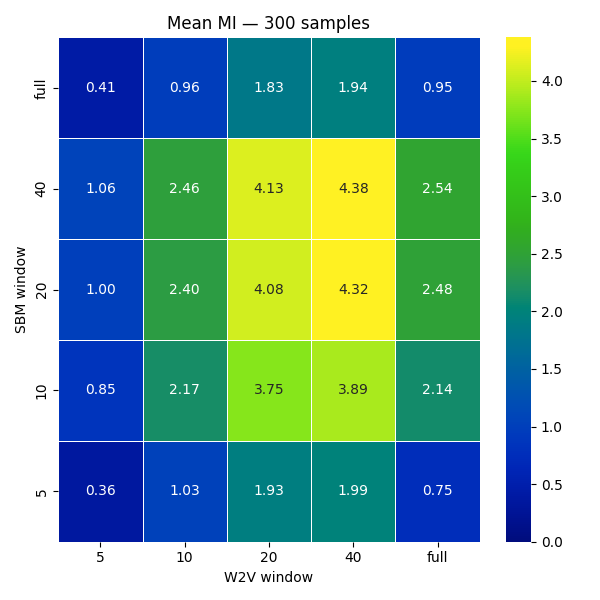 Mean MI — 300 samples
full 0.41 0.96 1.83 1.94 0.95
40 1.06 2.46 4.13 4.38 2.54
20 1.00 2.40 4.08 4.32 2.48
10 0.85 2.17 3.75 3.89 2.14
5 0.36 1.03 1.93 1.99 0.75
5 10 20 40 full
W2V window
SBM window
4.0
3.5
3.0
2.5
2.0
1.5
1.0
0.5
0.0